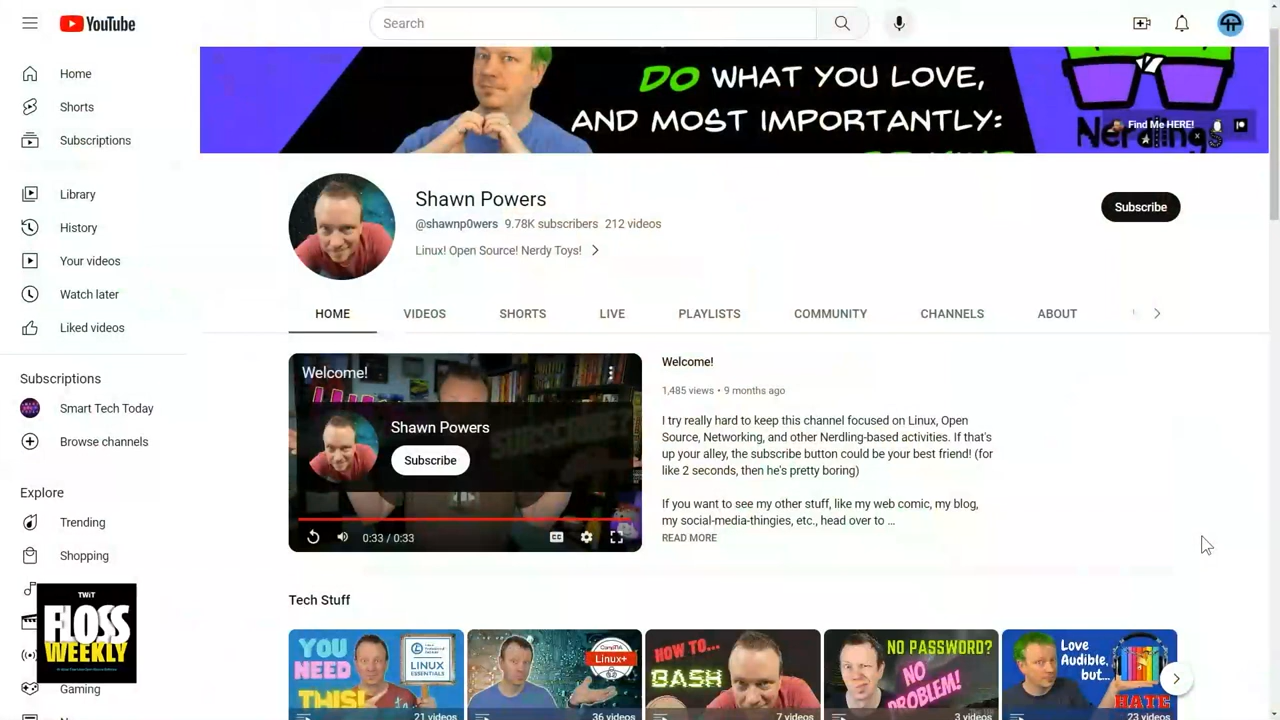 YouTube
Search
Home
Shorts
Subscriptions
Library
History
Your videos
Watch later
Liked videos
Subscriptions
Smart Tech Today
Browse channels
Explore
Trending
Shopping
Gaming
TWiT
FLOSS
WEEKLY
DO WHAT YOU LOVE,
AND MOST IMPORTANTLY:
Find Me HERE!
Nerdlings
Shawn Powers
@shawnp0wers 9.78K subscribers 212 videos
Linux! Open Source! Nerdy Toys!
Subscribe
HOME VIDEOS SHORTS LIVE PLAYLISTS COMMUNITY CHANNELS ABOUT
Welcome!
Shawn Powers
Subscribe
0:33 / 0:33
Welcome!
1,485 views • 9 months ago
I try really hard to keep this channel focused on Linux, Open
Source, Networking, and other Nerdling-based activities. If that's
up your alley, the subscribe button could be your best friend! (for
like 2 seconds, then he's pretty boring)
If you want to see my other stuff, like my web comic, my blog,
my social-media-thingies, etc., head over to ...
READ MORE
Tech Stuff
YOU
NEED
THIS!
LINUX
ESSENTIALS
21 videos
CompTIA
Linux+
36 videos
HOW TO...
BASH
7 videos
NO PASSWORD?
NO
PROBLEM!
3 videos
Love
Audible,
but...
HATE
23 videos